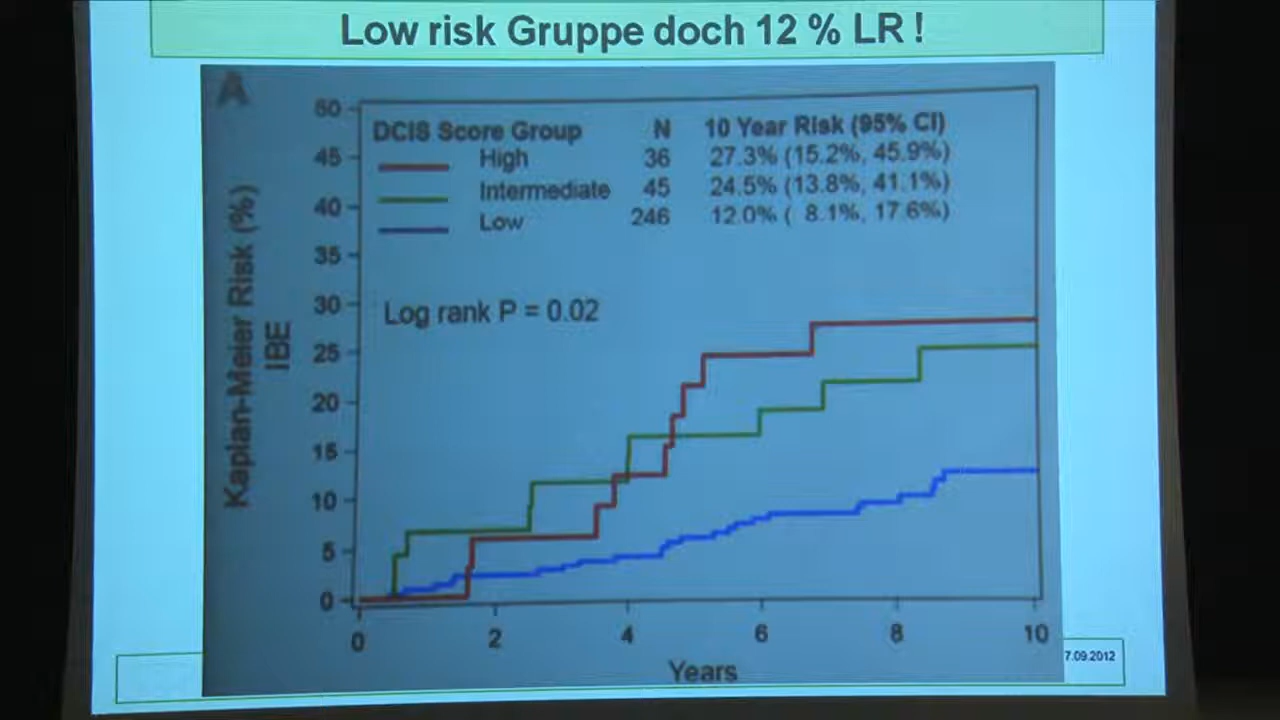 Low risk Gruppe doch 12 % LR !
A
DCIS Score Group N 10 Year Risk (95% CI)
High 36 27.3% (15.2%, 45.9%)
Intermediate 45 24.5% (13.8%, 41.1%)
Low 246 12.0% ( 8.1%, 17.6%)
Log rank P = 0.02
Kaplan-Meier Risk (%)
IBE
50
45
40
35
30
25
20
15
10
5
0
0 2 4 6 8 10
Years
7.09.2012